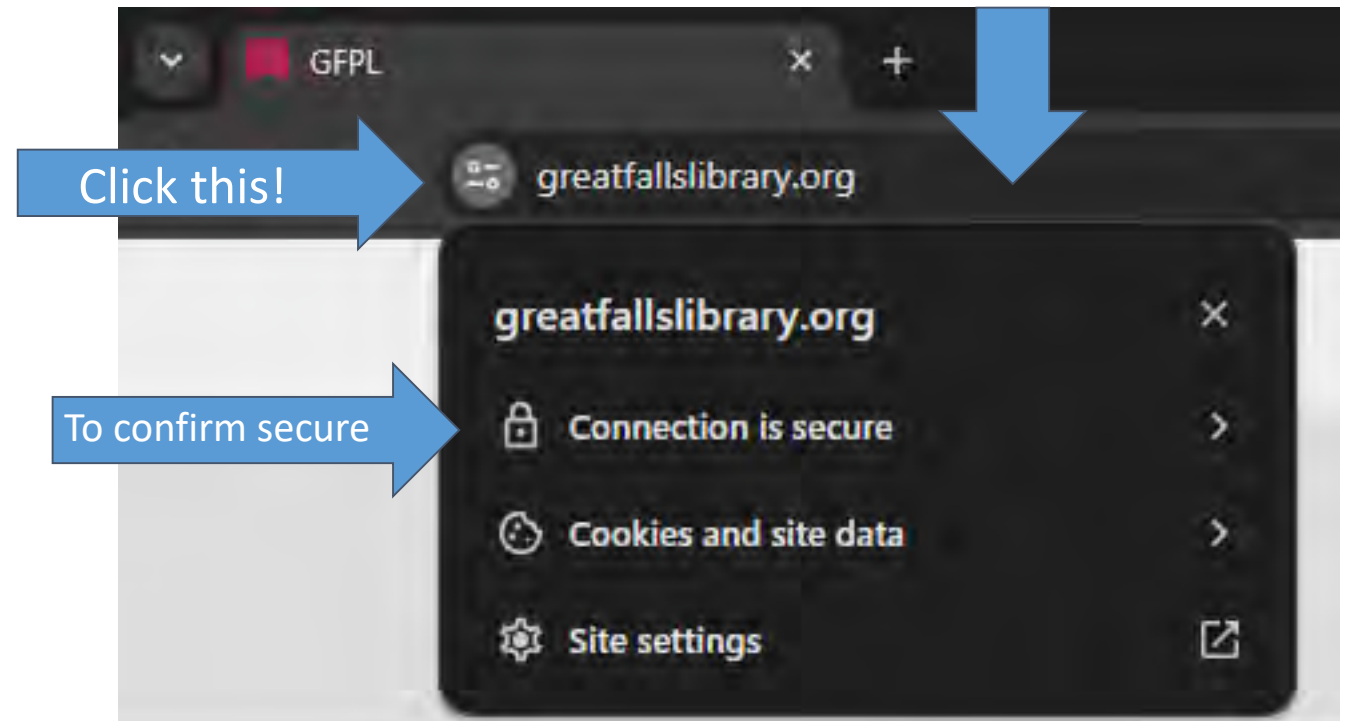 GFPL
Click this!
greatfallslibrary.org
greatfallslibrary.org
To confirm secure
Connection is secure
Cookies and site data
Site settings